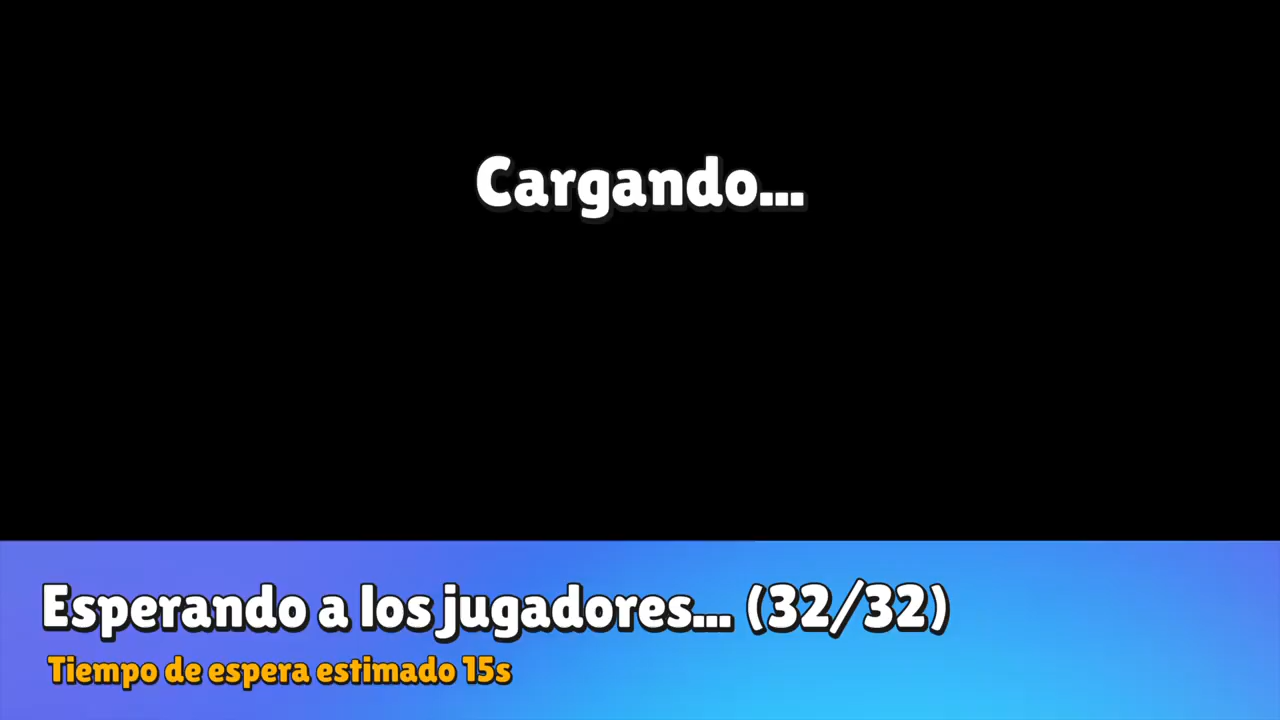 Cargando...
Esperando a los jugadores... (32/32)
Tiempo de espera estimado 15s